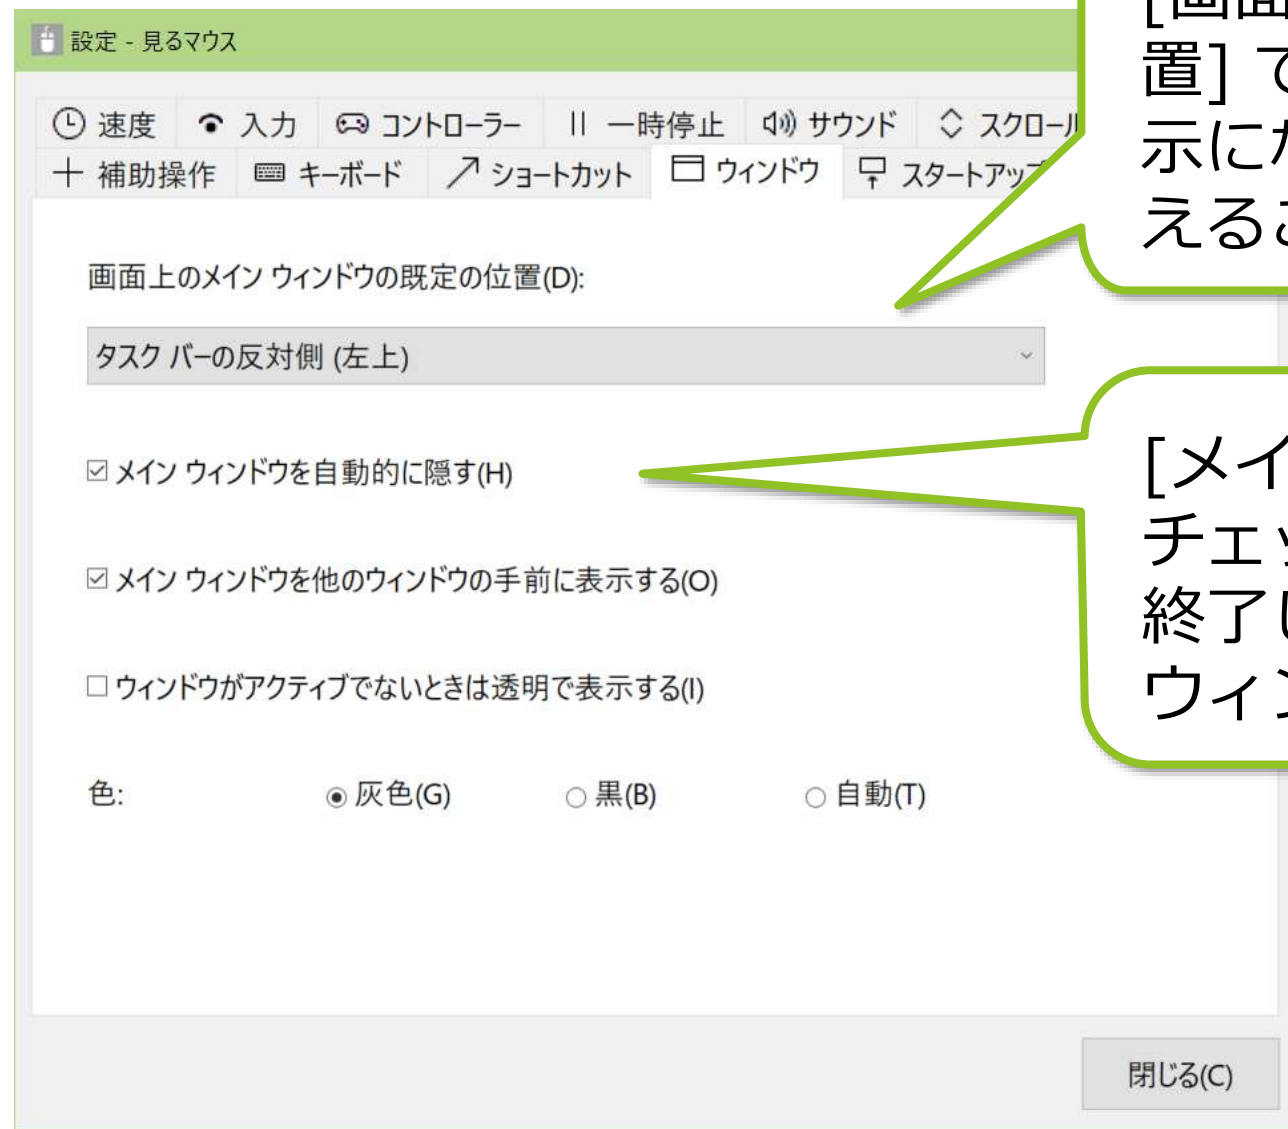 設定 - 見るマウス
速度 入力 コントローラー 一時停止 サウンド スクロール
補助操作 キーボード ショートカット ウィンドウ スタートアップ
画面上のメイン ウィンドウの既定の位置(D):
タスク バーの反対側 (左上)
メイン ウィンドウを自動的に隠す(H)
メイン ウィンドウを他のウィンドウの手前に表示する(O)
ウィンドウがアクティブでないときは透明で表示する(I)
色: 灰色(G) 黒(B) 自動(T)
閉じる(C)
[画面
置] で
示にな
えるこ
[メイ
チェッ
終了し
ウィン